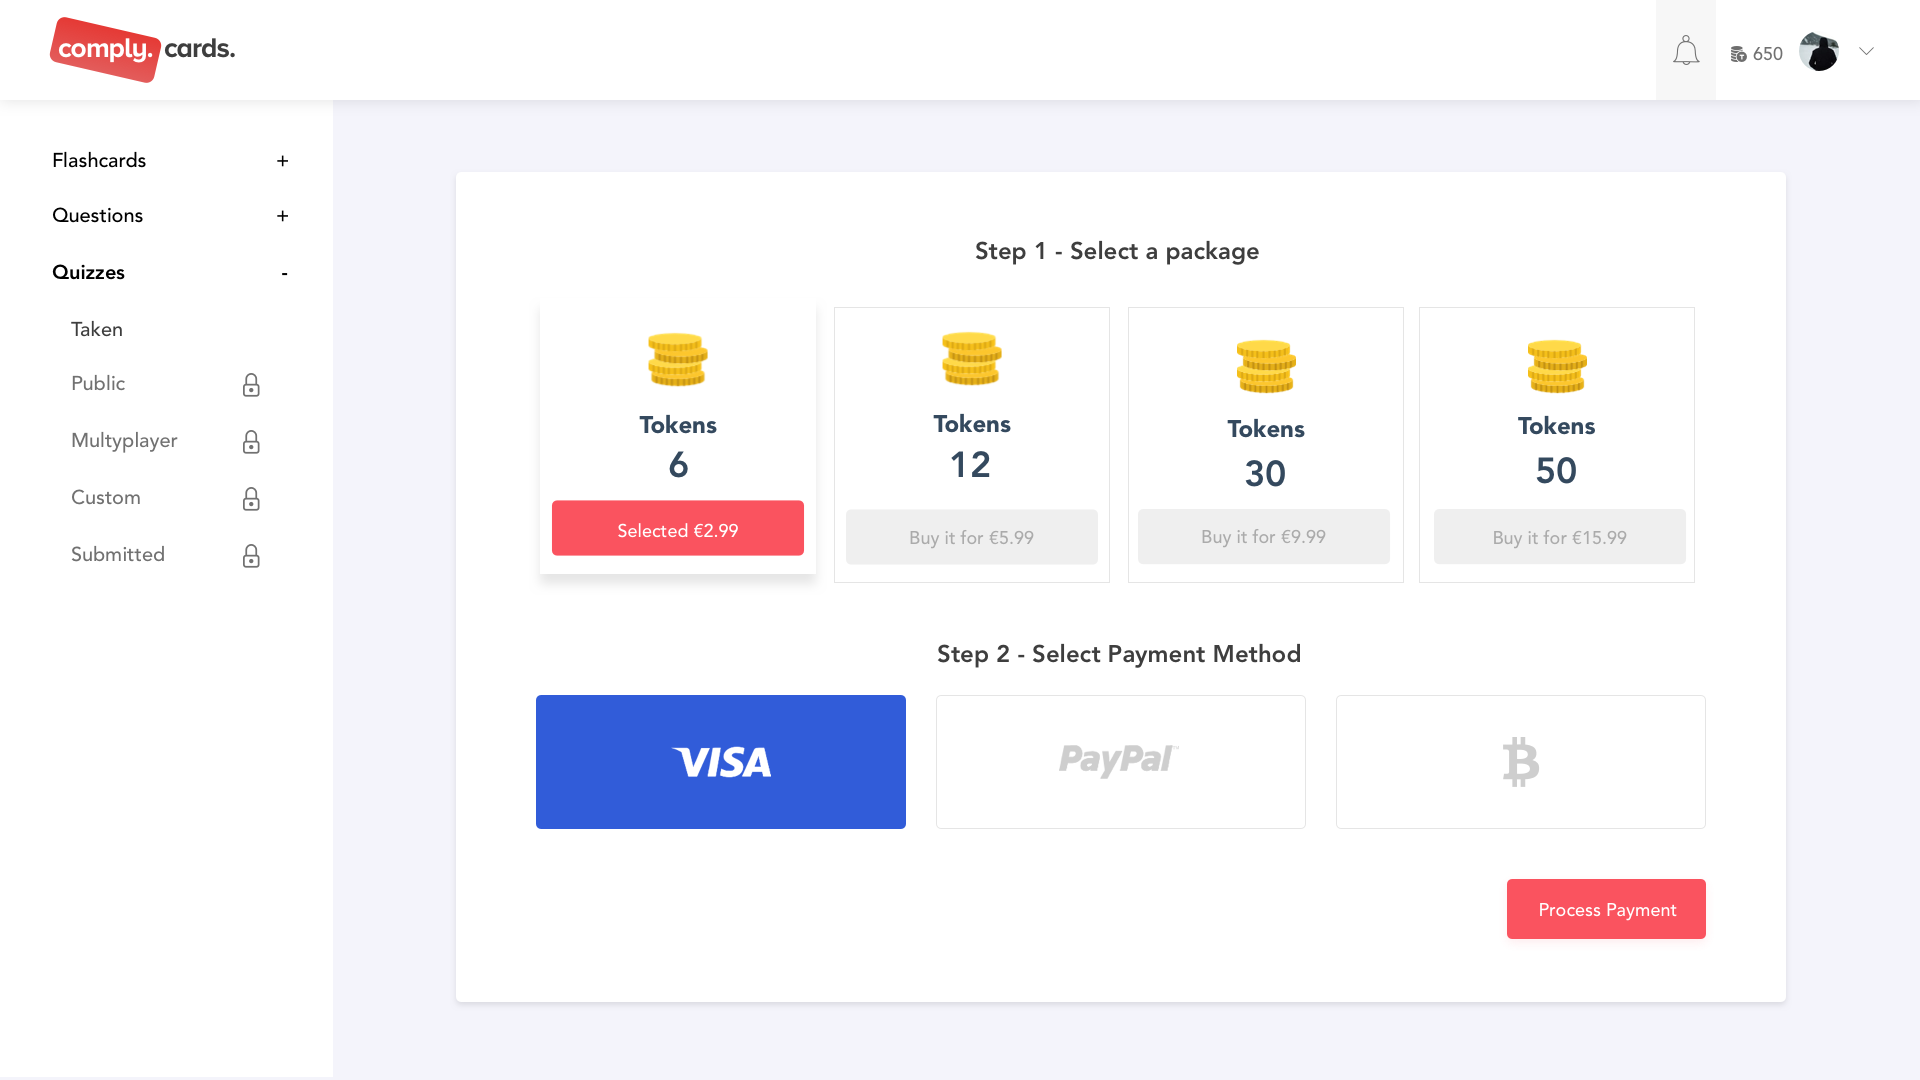 comply. cards.
650
Flashcards +
Questions +
Quizzes -
Taken
Public
Multyplayer
Custom
Submitted
Step 1 - Select a package
Tokens
6
Selected €2.99
Tokens
12
Buy it for €5.99
Tokens
30
Buy it for €9.99
Tokens
50
Buy it for €15.99
Step 2 - Select Payment Method
VISA
PayPal™
Process Payment